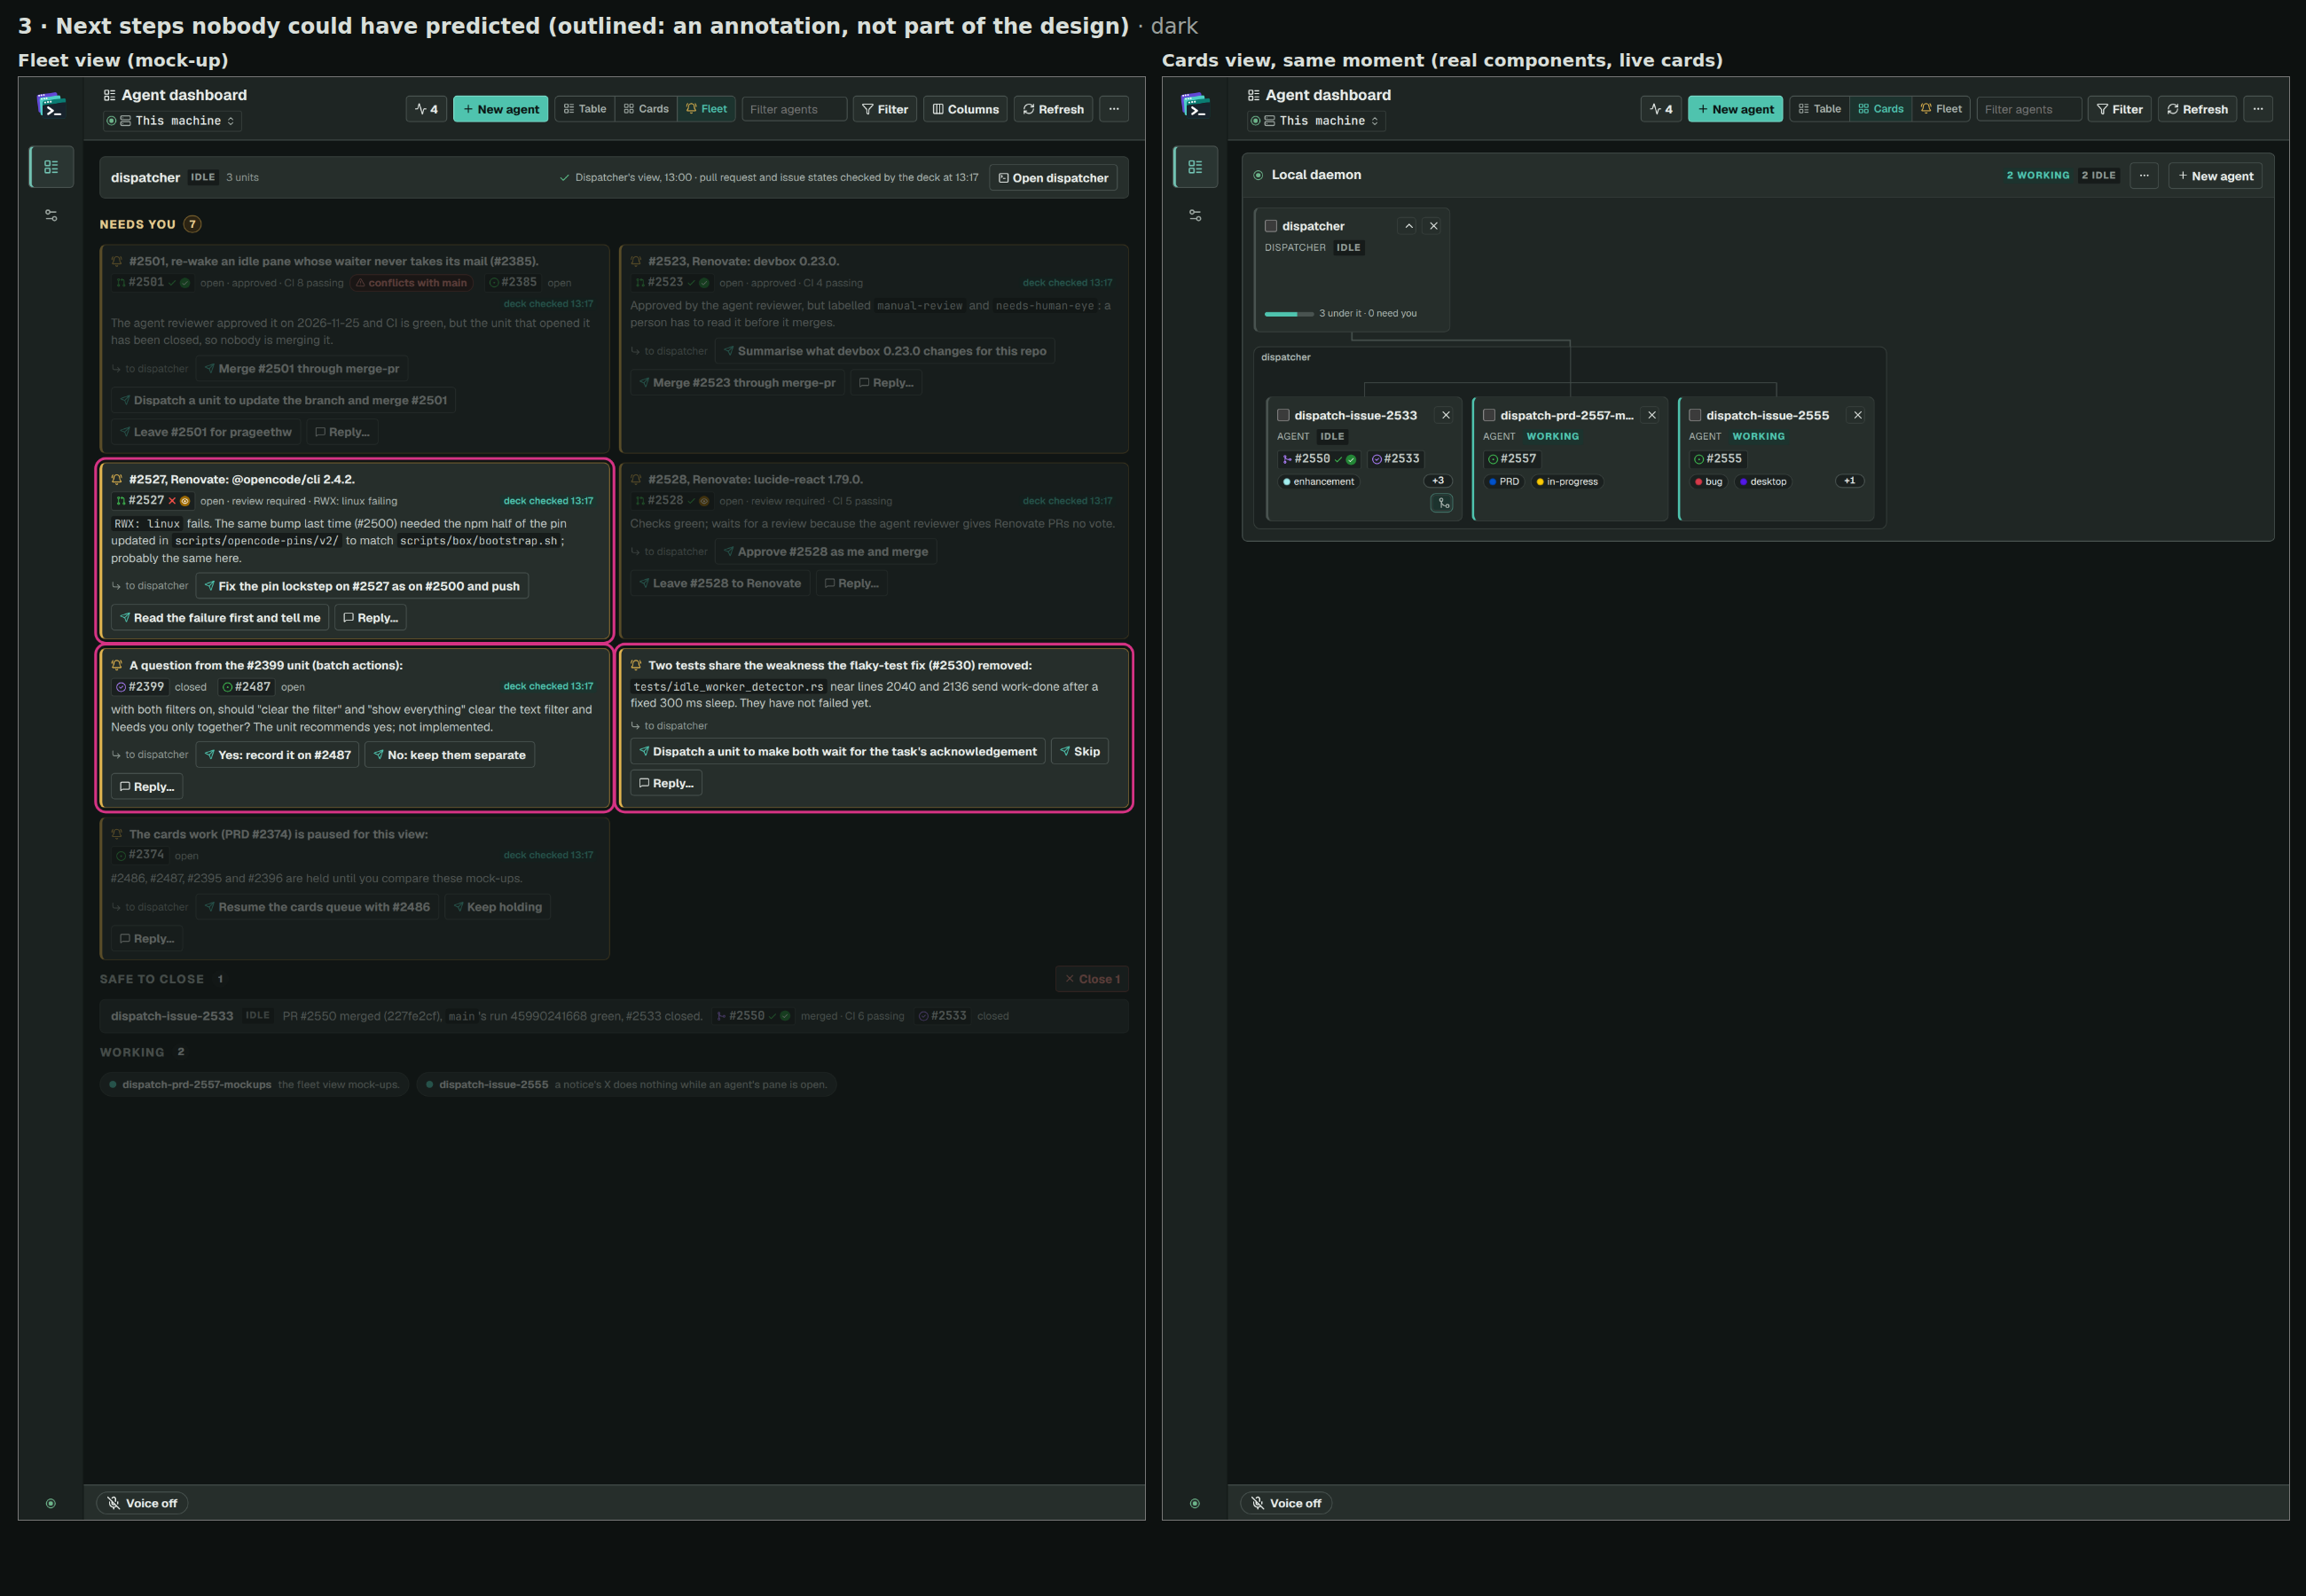 3 · Next steps nobody could have predicted (outlined: an annotation, not part of the design) · dark
Fleet view (mock-up)
Agent dashboard
This machine
4
+ New agent
Table
Cards
Fleet
Filter agents
Filter
Columns
Refresh
...
dispatcher IDLE 3 units
Dispatcher's view, 13:00 · pull request and issue states checked by the deck at 13:17
Open dispatcher
NEEDS YOU 7
#2501, re-wake an idle pane whose waiter never takes its mail (#2385).
#2501 open · approved · CI 8 passing conflicts with main #2385 open
deck checked 13:17
The agent reviewer approved it on 2026-11-25 and CI is green, but the unit that opened it
has been closed, so nobody is merging it.
to dispatcher Merge #2501 through merge-pr
Dispatch a unit to update the branch and merge #2501
Leave #2501 for prageethw Reply...
#2523, Renovate: devbox 0.23.0.
#2523 open · approved · CI 4 passing deck checked 13:17
Approved by the agent reviewer, but labelled manual-review and needs-human-eye : a
person has to read it before it merges.
to dispatcher Summarise what devbox 0.23.0 changes for this repo
Merge #2523 through merge-pr Reply...
#2527, Renovate: @opencode/cli 2.4.2.
#2527 open · review required · RWX: linux failing deck checked 13:17
RWX: linux fails. The same bump last time (#2500) needed the npm half of the pin
updated in scripts/opencode-pins/v2/ to match scripts/box/bootstrap.sh ;
probably the same here.
to dispatcher Fix the pin lockstep on #2527 as on #2500 and push
Read the failure first and tell me Reply...
#2528, Renovate: lucide-react 1.79.0.
#2528 open · review required · CI 5 passing deck checked 13:17
Checks green; waits for a review because the agent reviewer gives Renovate PRs no vote.
to dispatcher Approve #2528 as me and merge
Leave #2528 to Renovate Reply...
A question from the #2399 unit (batch actions):
#2399 closed #2487 open deck checked 13:17
with both filters on, should "clear the filter" and "show everything" clear the text filter and
Needs you only together? The unit recommends yes; not implemented.
to dispatcher Yes: record it on #2487 No: keep them separate
Reply...
Two tests share the weakness the flaky-test fix (#2530) removed:
tests/idle_worker_detector.rs near lines 2040 and 2136 send work-done after a
fixed 300 ms sleep. They have not failed yet.
to dispatcher
Dispatch a unit to make both wait for the task's acknowledgement Skip
Reply...
The cards work (PRD #2374) is paused for this view:
#2374 open deck checked 13:17
#2486, #2487, #2395 and #2396 are held until you compare these mock-ups.
to dispatcher Resume the cards queue with #2486 Keep holding
Reply...
SAFE TO CLOSE 1
Close 1
dispatch-issue-2533 IDLE PR #2550 merged (227fe2cf), main 's run 45990241668 green, #2533 closed. #2550 merged · CI 6 passing #2533 closed
WORKING 2
dispatch-prd-2557-mockups the fleet view mock-ups.
dispatch-issue-2555 a notice's X does nothing while an agent's pane is open.
Voice off
Cards view, same moment (real components, live cards)
Agent dashboard
This machine
4
+ New agent
Table
Cards
Fleet
Filter agents
Filter
Refresh
...
Local daemon
2 WORKING 2 IDLE
...
+ New agent
dispatcher
DISPATCHER IDLE
3 under it · 0 need you
dispatcher
dispatch-issue-2533
AGENT IDLE
#2550 #2533
enhancement +3
dispatch-prd-2557-m...
AGENT WORKING
#2557
PRD in-progress
dispatch-issue-2555
AGENT WORKING
#2555
bug desktop +1
Voice off